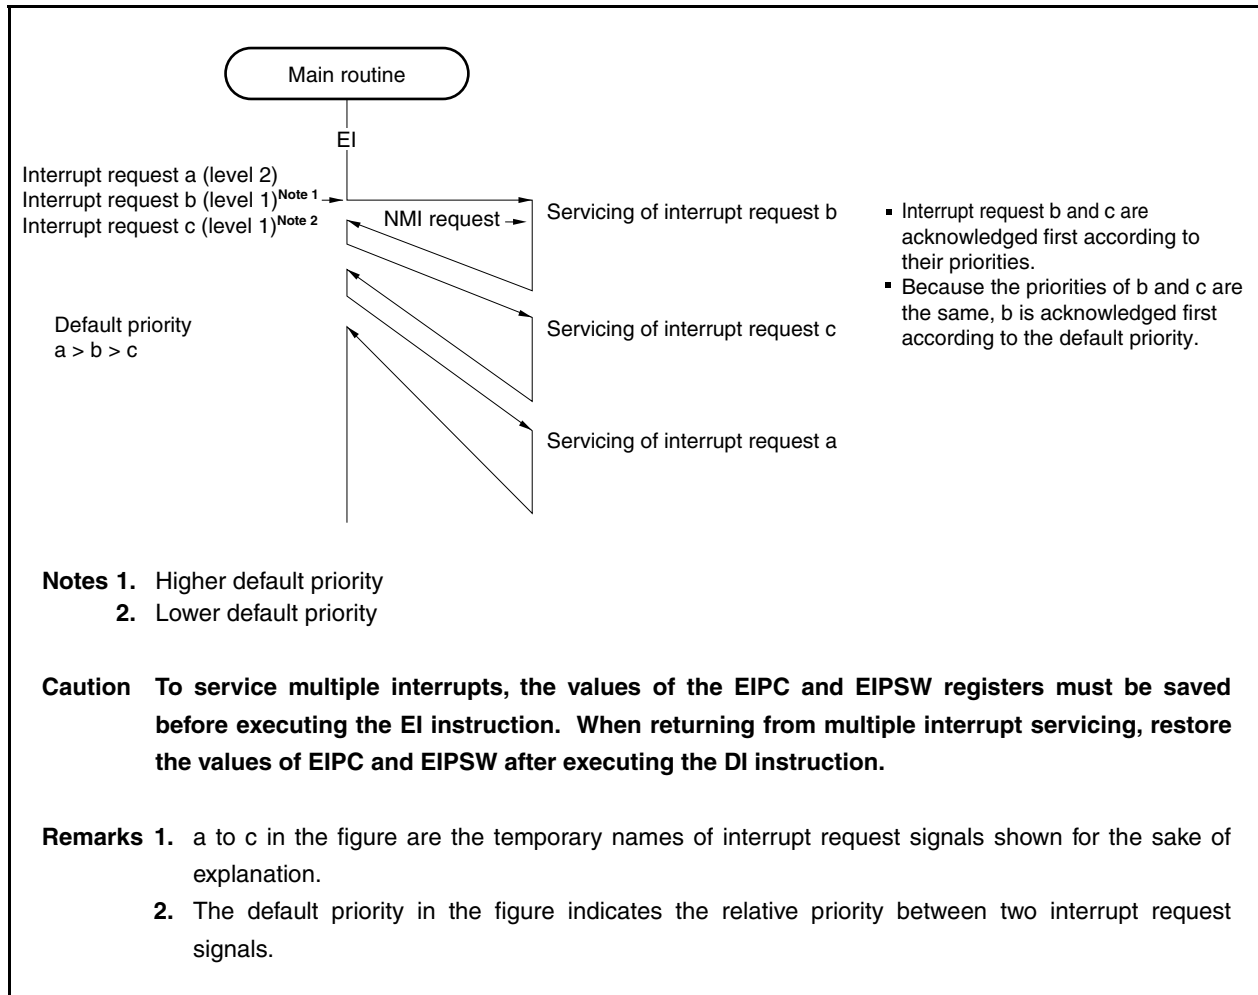 Main routine
EI
Interrupt request a (level 2)
Interrupt request b (level 1)Note 1
Interrupt request c (level 1)Note 2
NMI request
Servicing of interrupt request b
Servicing of interrupt request c
Servicing of interrupt request a
Default priority
a > b > c
▪ Interrupt request b and c are
acknowledged first according to
their priorities.
▪ Because the priorities of b and c are
the same, b is acknowledged first
according to the default priority.
Notes 1. Higher default priority
2. Lower default priority
Caution To service multiple interrupts, the values of the EIPC and EIPSW registers must be saved
before executing the EI instruction. When returning from multiple interrupt servicing, restore
the values of EIPC and EIPSW after executing the DI instruction.
Remarks 1. a to c in the figure are the temporary names of interrupt request signals shown for the sake of
explanation.
2. The default priority in the figure indicates the relative priority between two interrupt request
signals.